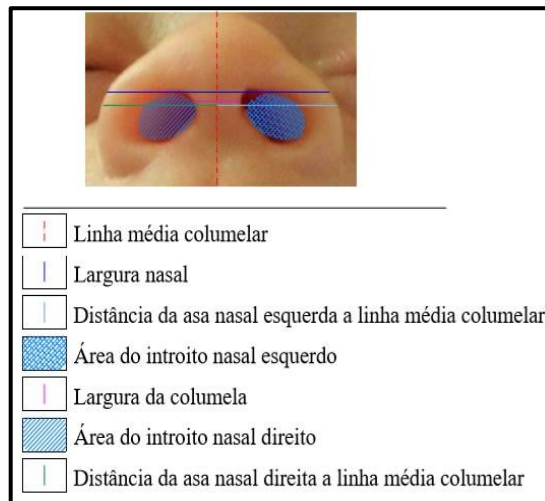 Linha média columelar
Largura nasal
Distância da asa nasal esquerda a linha média columelar
Área do introito nasal esquerdo
Largura da columela
Área do introito nasal direito
Distância da asa nasal direita a linha média columelar